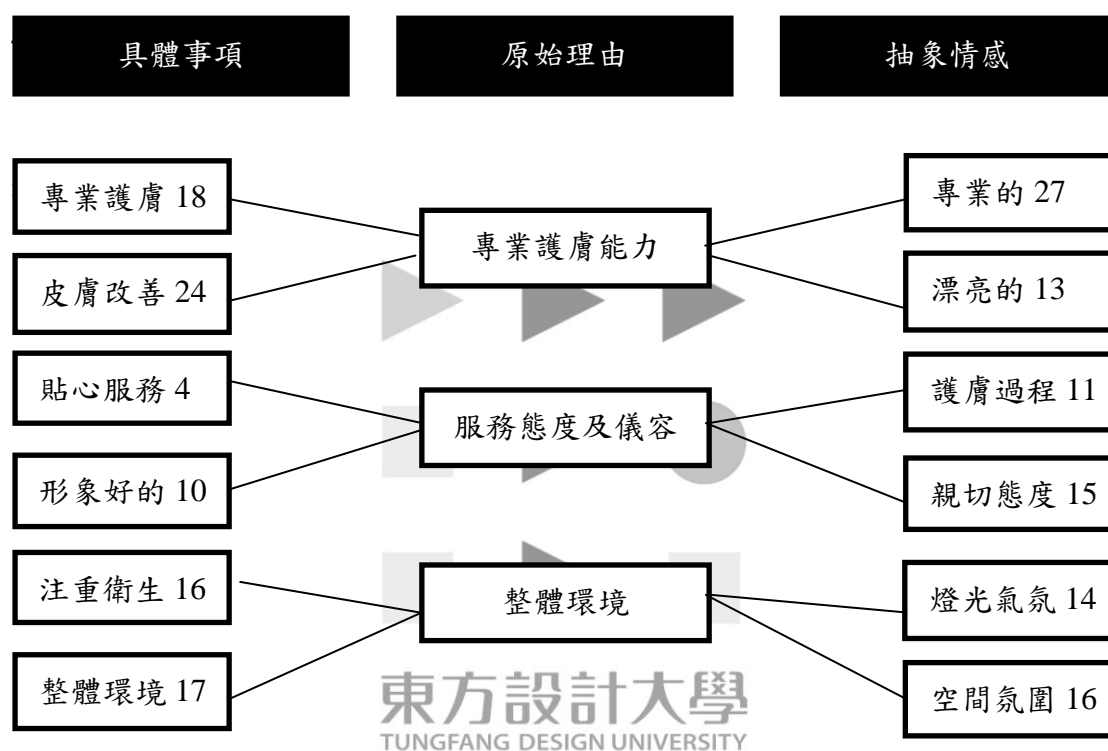 具體事項
原始理由
抽象情感
專業護膚 18
皮膚改善 24
貼心服務 4
形象好的 10
注重衛生 16
整體環境 17
專業護膚能力
服務態度及儀容
整體環境
專業的 27
漂亮的 13
護膚過程 11
親切態度 15
燈光氣氛 14
空間氛圍 16
東方設計大學
TUNGFANG DESIGN UNIVERSITY